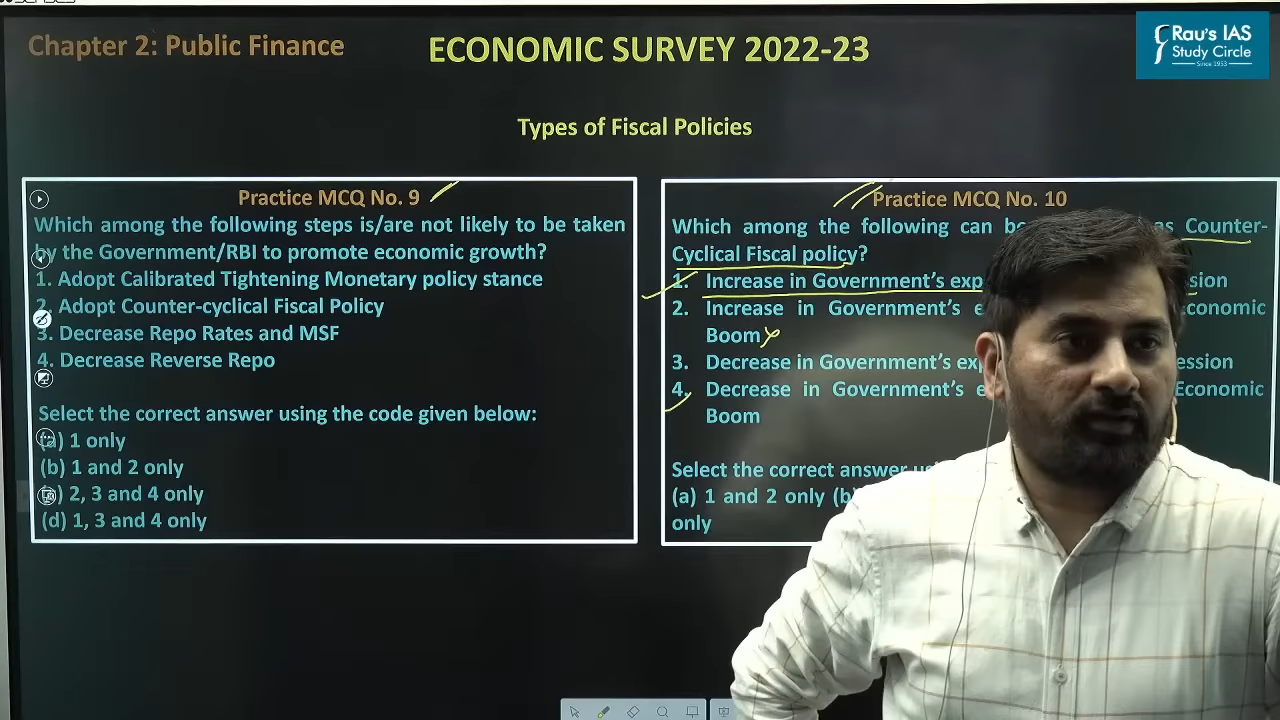 Chapter 2: Public Finance
ECONOMIC SURVEY 2022-23
Rau's IAS
Study Circle
Since 1953
Types of Fiscal Policies
Practice MCQ No. 9
Which among the following steps is/are not likely to be taken
by the Government/RBI to promote economic growth?
1. Adopt Calibrated Tightening Monetary policy stance
2. Adopt Counter-cyclical Fiscal Policy
3. Decrease Repo Rates and MSF
4. Decrease Reverse Repo
Select the correct answer using the code given below:
(a) 1 only
(b) 1 and 2 only
2, 3 and 4 only
(d) 1, 3 and 4 only
Practice MCQ No. 10
Which among the following can as Counter-
Cyclical Fiscal policy?
1. Increase in Government's
2. Increase in Government's Economic
Boom
3. Decrease in Government's
4. Decrease in Government's Economic
Boom
Select the correct answer
(a) 1 and 2 only
only